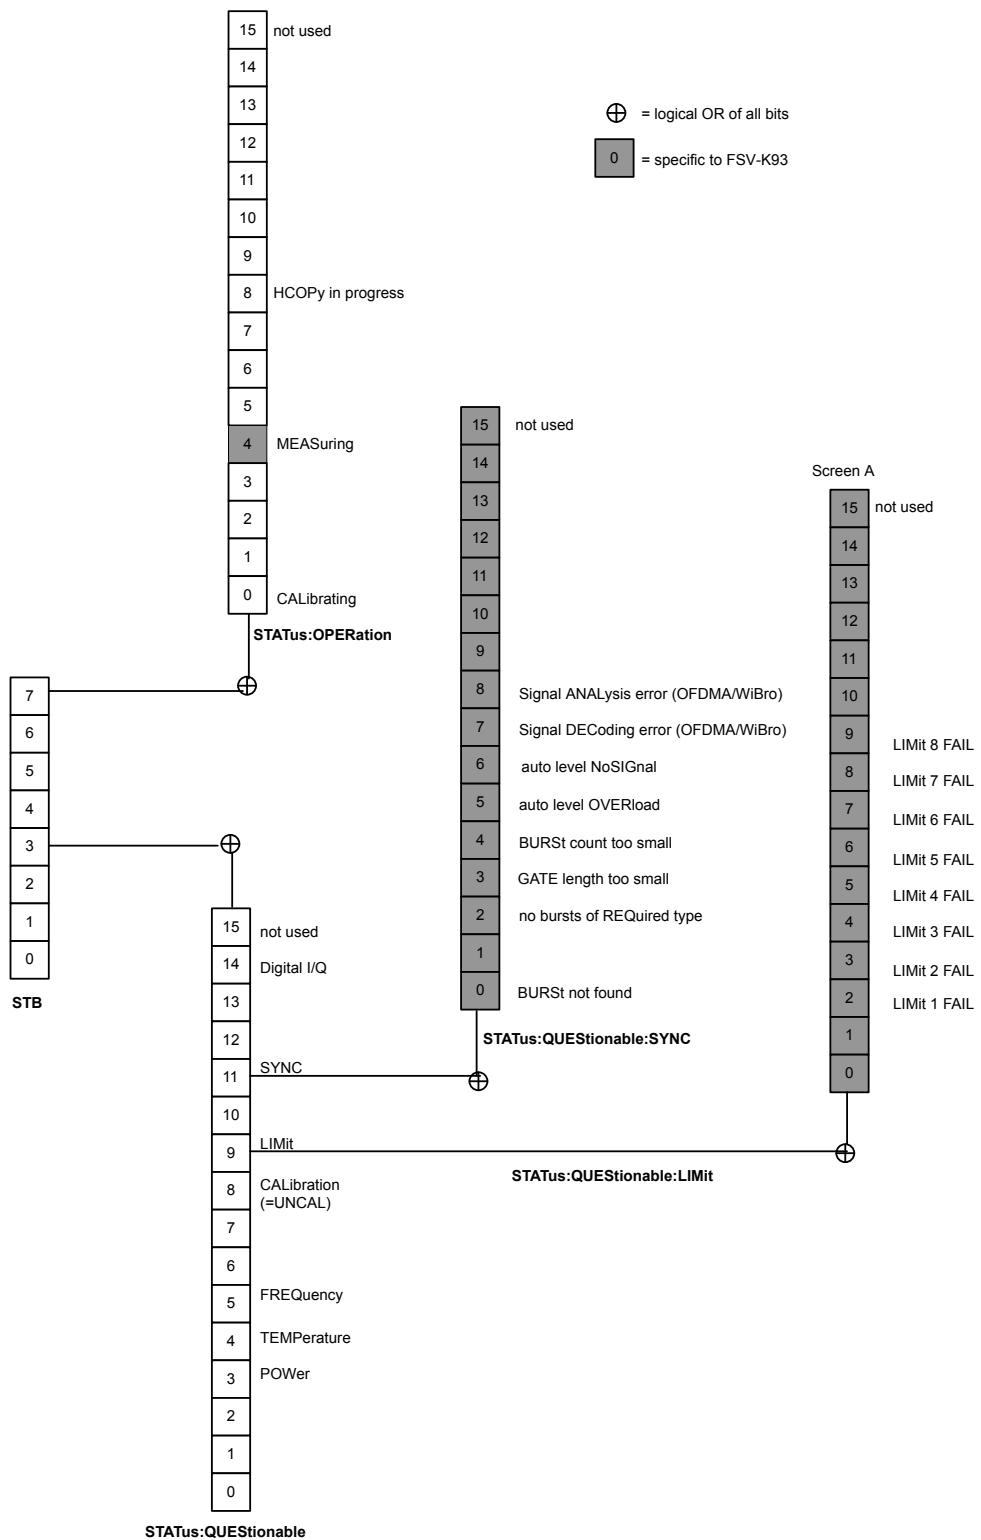 15 not used
14
13
12
11
10
9
8 HCOPy in progress
7
6
5
4 MEASuring
3
2
1
0 CALibrating
STATus:OPERation
= logical OR of all bits
0 = specific to FSV-K93
7
6
5
4
3
2
1
0
STB
15 not used
14
13
12
11
10
9
8 Signal ANALysis error (OFDMA/WiBro)
7 Signal DECoding error (OFDMA/WiBro)
6 auto level NoSIGnal
5 auto level OVERload
4 BURSt count too small
3 GATE length too small
2 no bursts of REQuired type
1
0 BURSt not found
STATus:QUEStionable:SYNC
Screen A
15 not used
14
13
12
11
10
9 LIMit 8 FAIL
8 LIMit 7 FAIL
7 LIMit 6 FAIL
6 LIMit 5 FAIL
5 LIMit 4 FAIL
4 LIMit 3 FAIL
3 LIMit 2 FAIL
2 LIMit 1 FAIL
1
0
STATus:QUEStionable:LIMit
15 not used
14 Digital I/Q
13
12
11 SYNC
10
9 LIMit
8 CALibration
(=UNCAL)
7
6
5 FREQuency
4 TEMPerature
3 POWer
2
1
0
STATus:QUEStionable